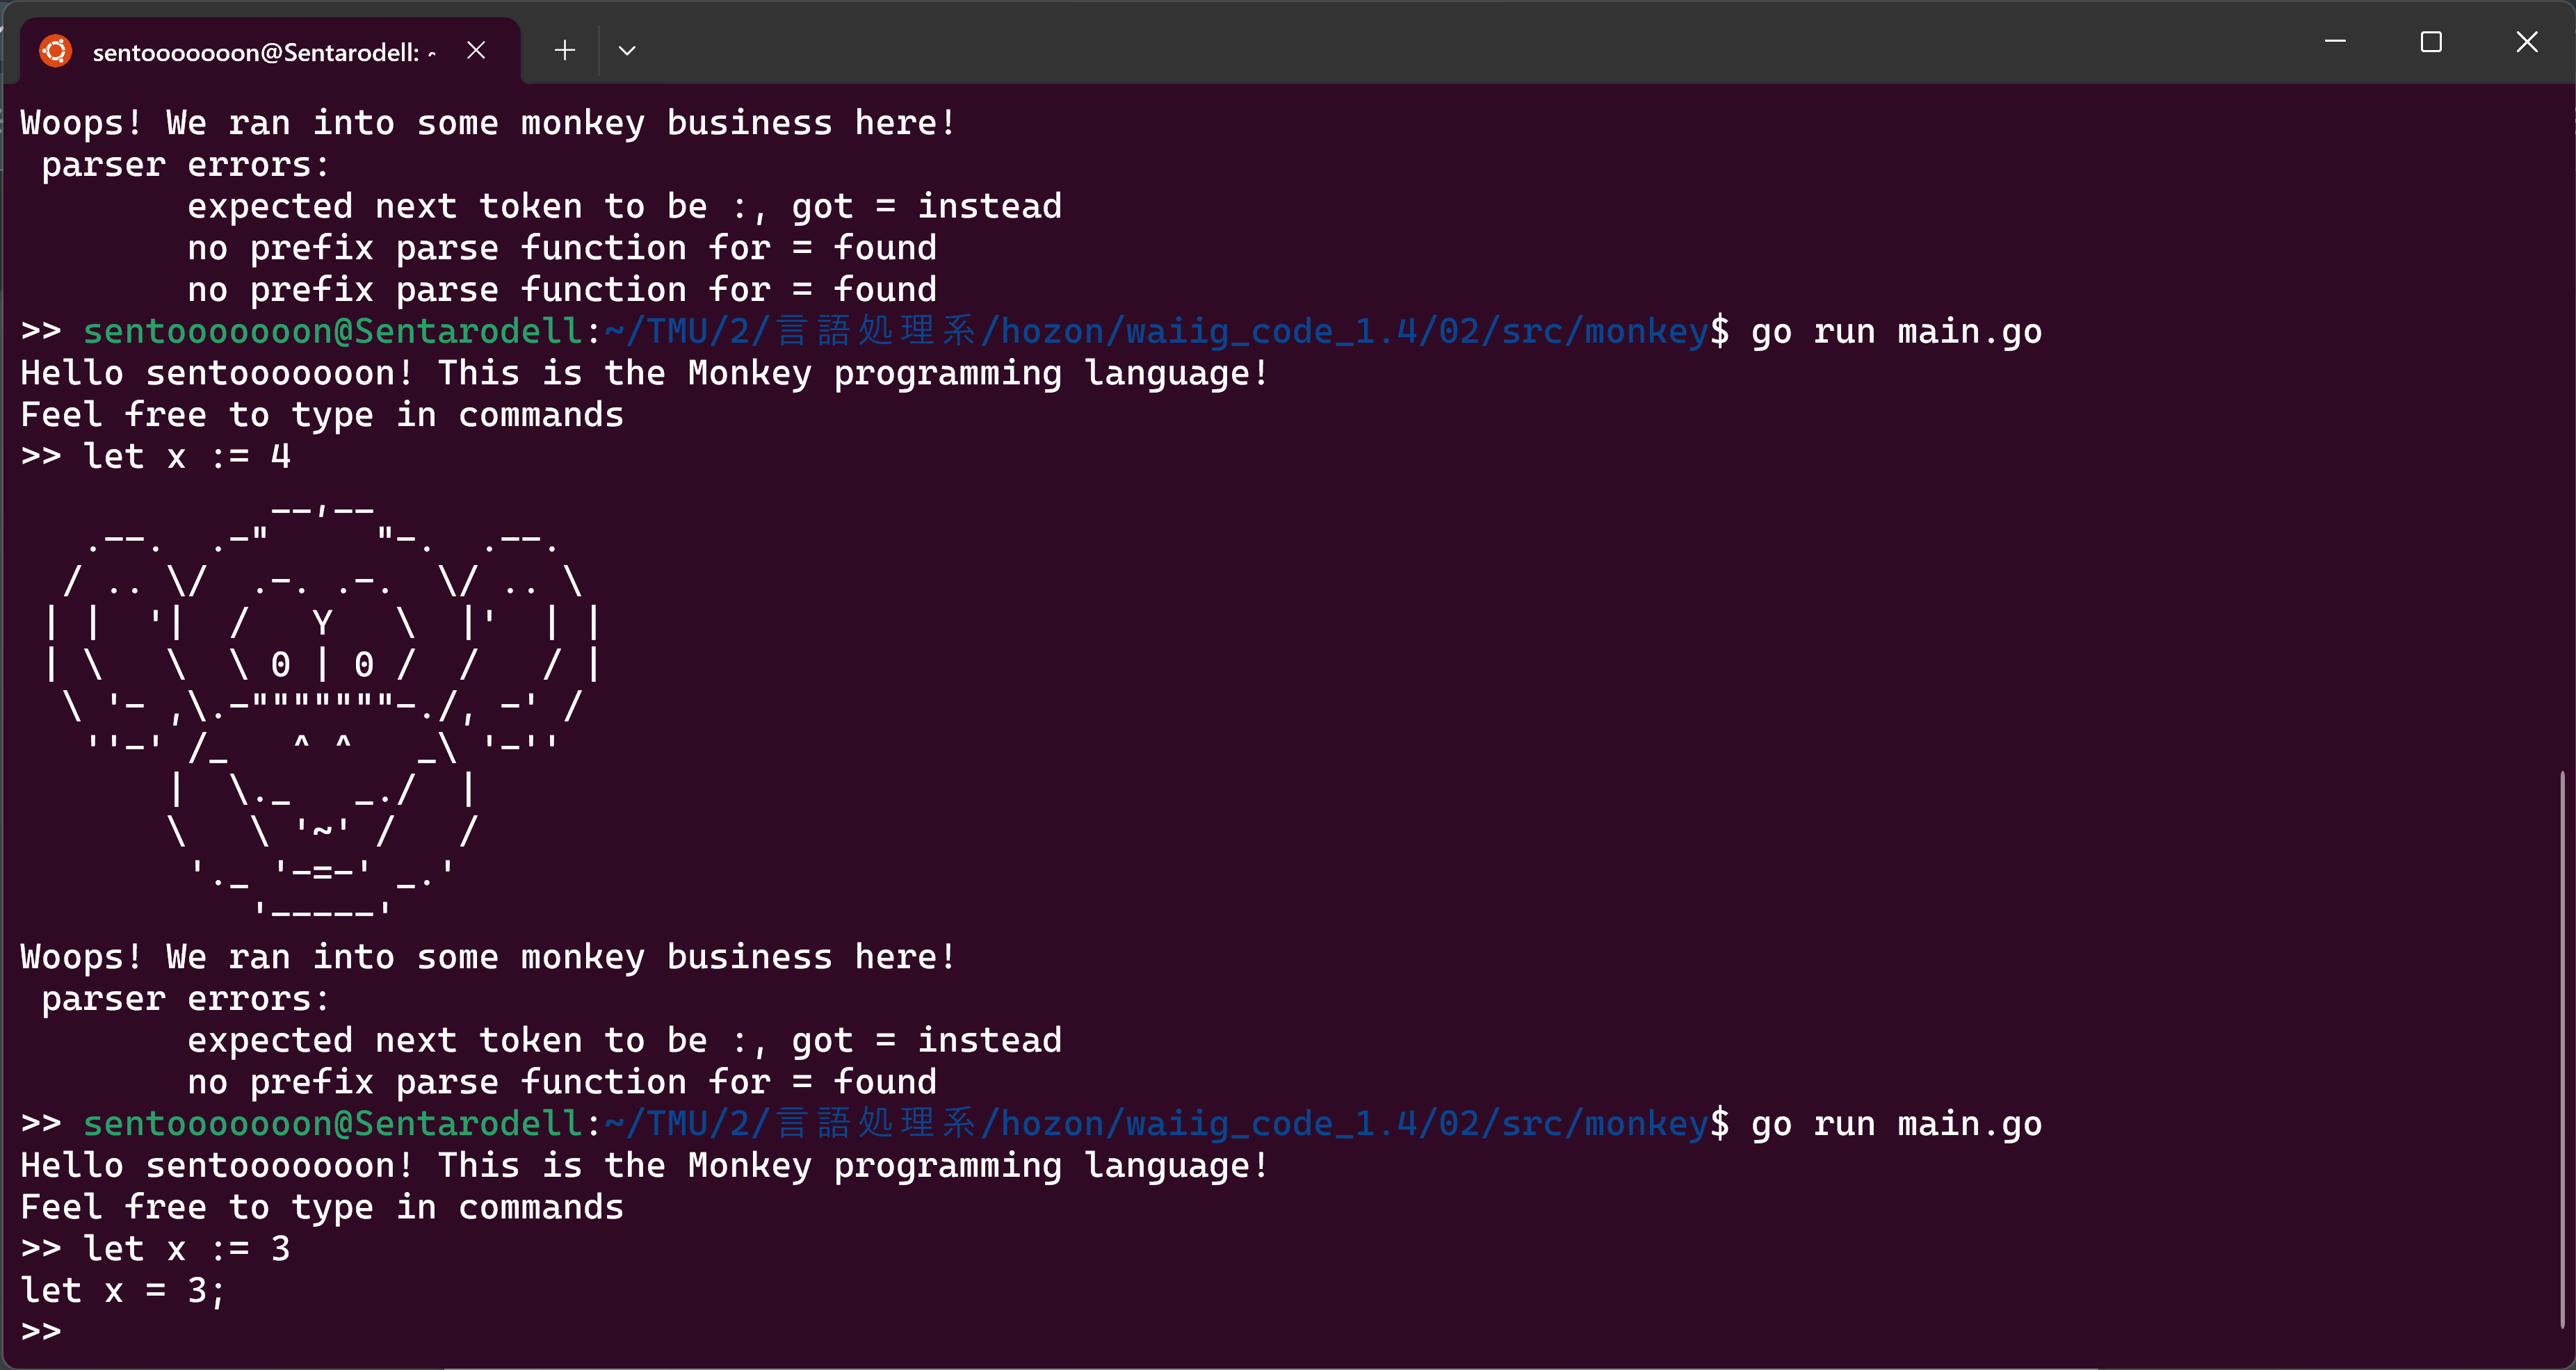 sentooooooon@Sentarodell: ~
Woops! We ran into some monkey business here!
 parser errors:
        expected next token to be :, got = instead
        no prefix parse function for = found
        no prefix parse function for = found
>> sentooooooon@Sentarodell:~/TMU/2/言語処理系/hozon/waiig_code_1.4/02/src/monkey$ go run main.go
Hello sentooooooon! This is the Monkey programming language!
Feel free to type in commands
>> let x := 4
            __,__
   .--.  .-"     "-.  .--.
  / .. \/  .-. .-.  \/ .. \
 | |  '|  /   Y   \  |'  | |
 | \   \  \ 0 | 0 /  /   / |
  \ '- ,\.-"""""""-./, -' /
   ''-' /_   ^ ^   _\ '-''
       |  \._   _./  |
       \   \ '~' /   /
        '._ '-=-' _.'
           '-----'
Woops! We ran into some monkey business here!
 parser errors:
        expected next token to be :, got = instead
        no prefix parse function for = found
>> sentooooooon@Sentarodell:~/TMU/2/言語処理系/hozon/waiig_code_1.4/02/src/monkey$ go run main.go
Hello sentooooooon! This is the Monkey programming language!
Feel free to type in commands
>> let x := 3
let x = 3;
>>